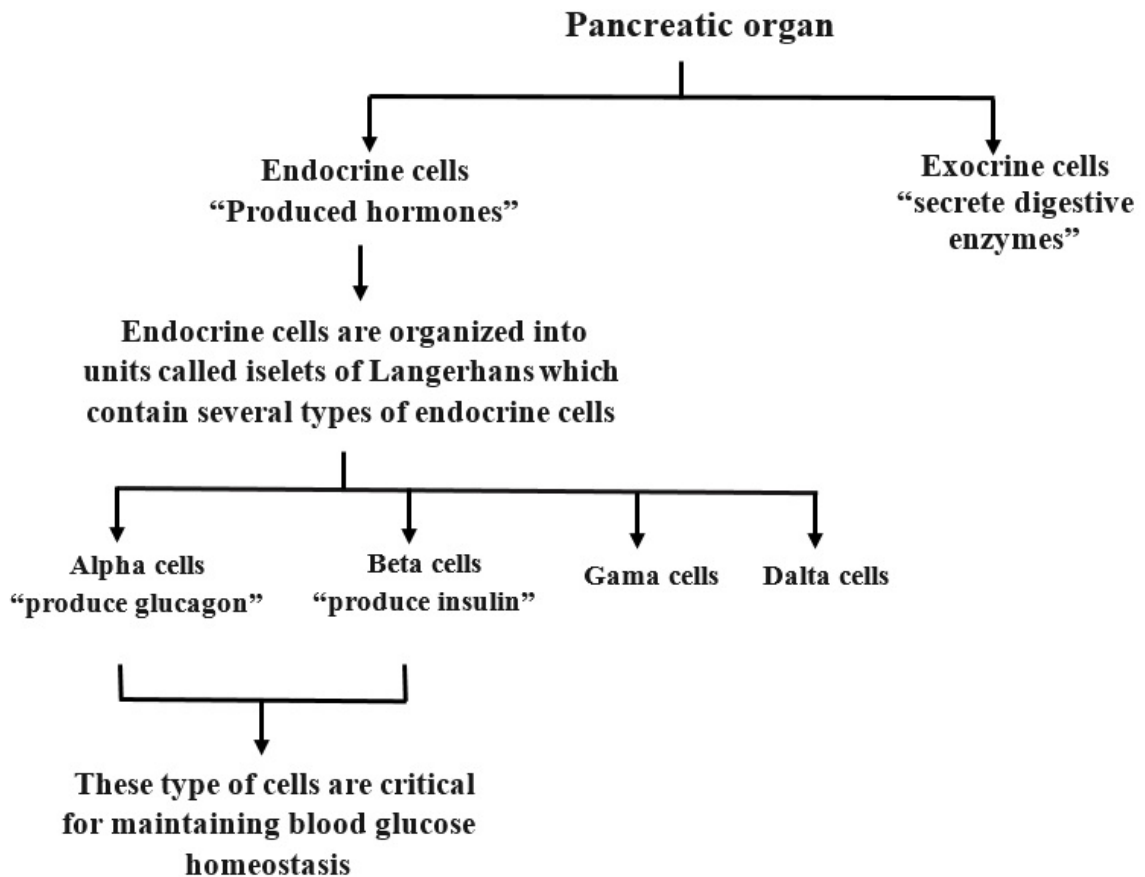 Pancreatic organ
Endocrine cells
“Produced hormones”
Exocrine cells
“secrete digestive
enzymes”
Endocrine cells are organized into
units called iselets of Langerhans which
contain several types of endocrine cells
Alpha cells
“produce glucagon”
Beta cells
“produce insulin”
Gama cells
Dalta cells
These type of cells are critical
for maintaining blood glucose
homeostasis